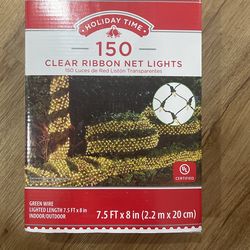 HOLIDAY TIME
150
CLEAR RIBBON NET LIGHTS
150 Luces de Red Listón Transparentes
UL
CERTIFIED
GREEN WIRE
LIGHTED LENGTH 7.5 FT x 8 in
INDOOR/OUTDOOR
7.5 FT x 8 in (2.2 m x 20 cm)